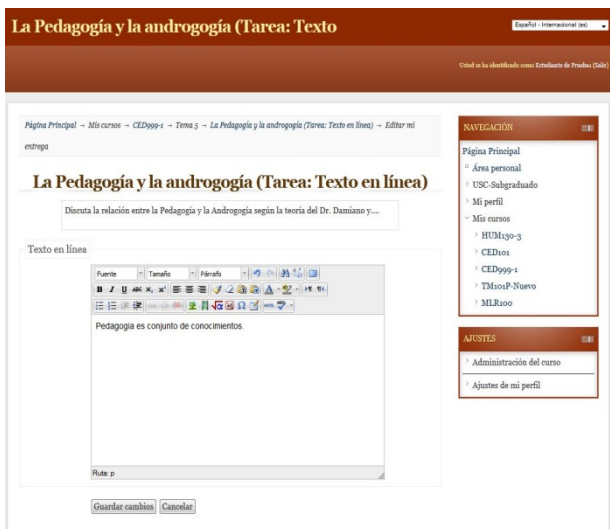 La Pedagogía y la androgogía (Tarea: Texto
Español - Internacional (es)
Usted se ha identificado como Estudiante de Pruebas (Salir)
Página Principal → Mis cursos → CED999-1 → Tema 5 → La Pedagogía y la androgogía (Tarea: Texto en línea) → Editar mi
entrega
La Pedagogía y la androgogía (Tarea: Texto en línea)
Discuta la relación entre la Pedagogía y la Androgogía según la teoría del Dr. Damiano y....
Texto en línea
Fuente Tamaño Párrafo
Pedagogia es conjunto de conocimientos.
Ruta: p
Guardar cambios Cancelar
NAVEGACIÓN
Página Principal
Área personal
USC-Subgraduado
Mi perfil
Mis cursos
HUM130-3
CED101
CED999-1
TM101P-Nuevo
MLR100
AJUSTES
Administración del curso
Ajustes de mi perfil